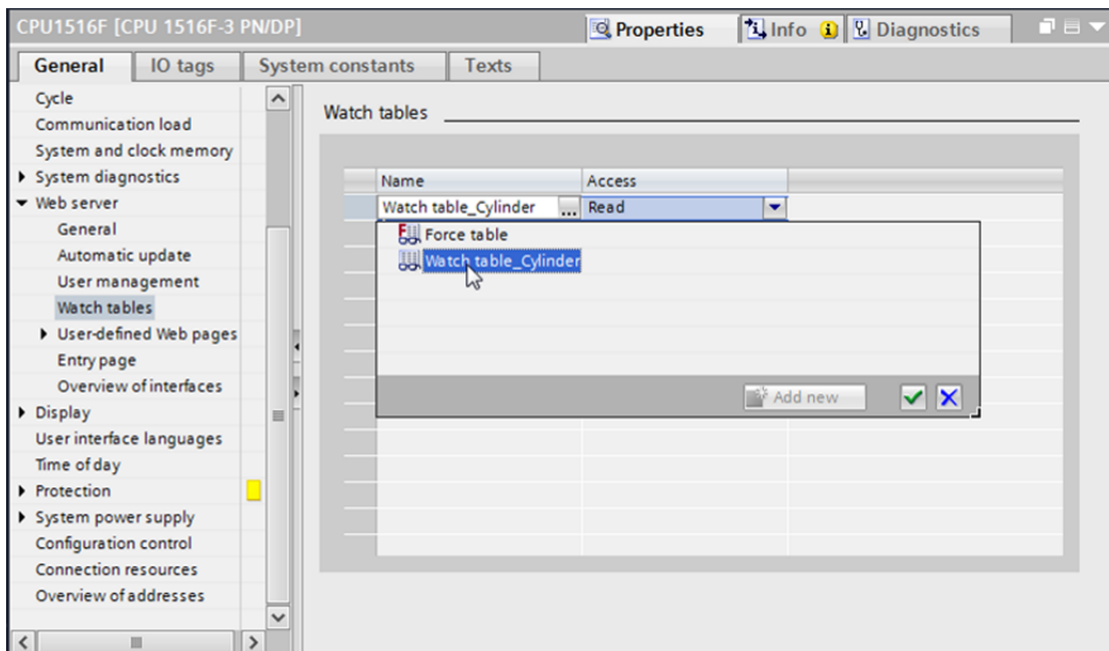 CPU1516F [CPU 1516F-3 PN/DP]
Properties Info Diagnostics
General IO tags System constants Texts
Cycle
Communication load
System and clock memory
System diagnostics
Web server
General
Automatic update
User management
Watch tables
User-defined Web pages
Entry page
Overview of interfaces
Display
User interface languages
Time of day
Protection
System power supply
Configuration control
Connection resources
Overview of addresses
Watch tables
Name Access
Watch table_Cylinder ... Read
Force table
Watch table_Cylinder
Add new